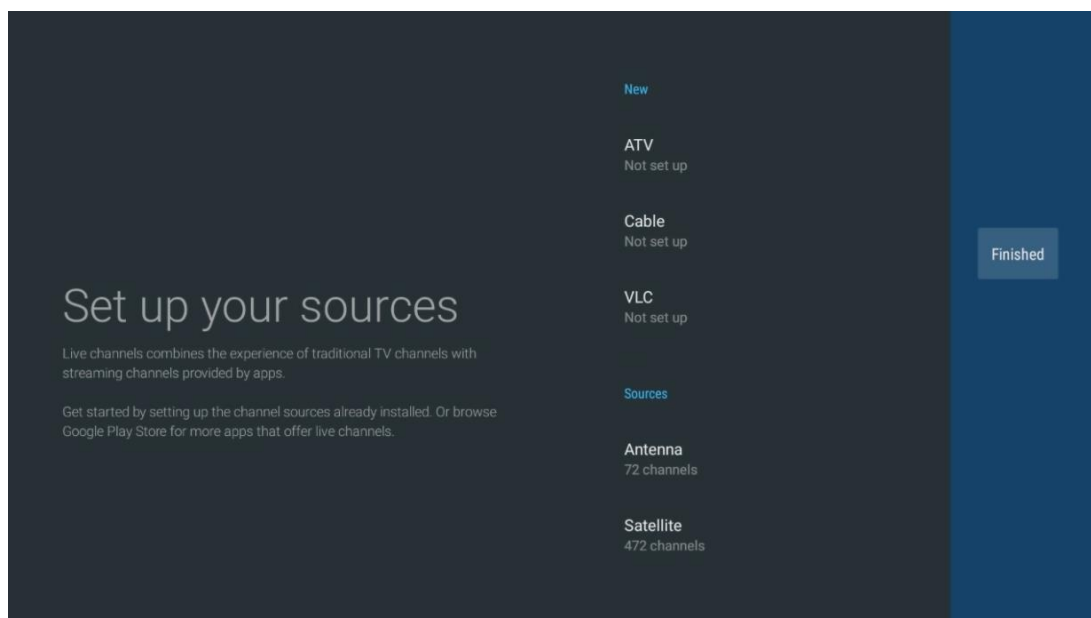 Set up your sources
Live channels combines the experience of traditional TV channels with
streaming channels provided by apps.
Get started by setting up the channel sources already installed. Or browse
Google Play Store for more apps that offer live channels.
New
ATV
Not set up
Cable
Not set up
VLC
Not set up
Sources
Antenna
72 channels
Satellite
472 channels
Finished